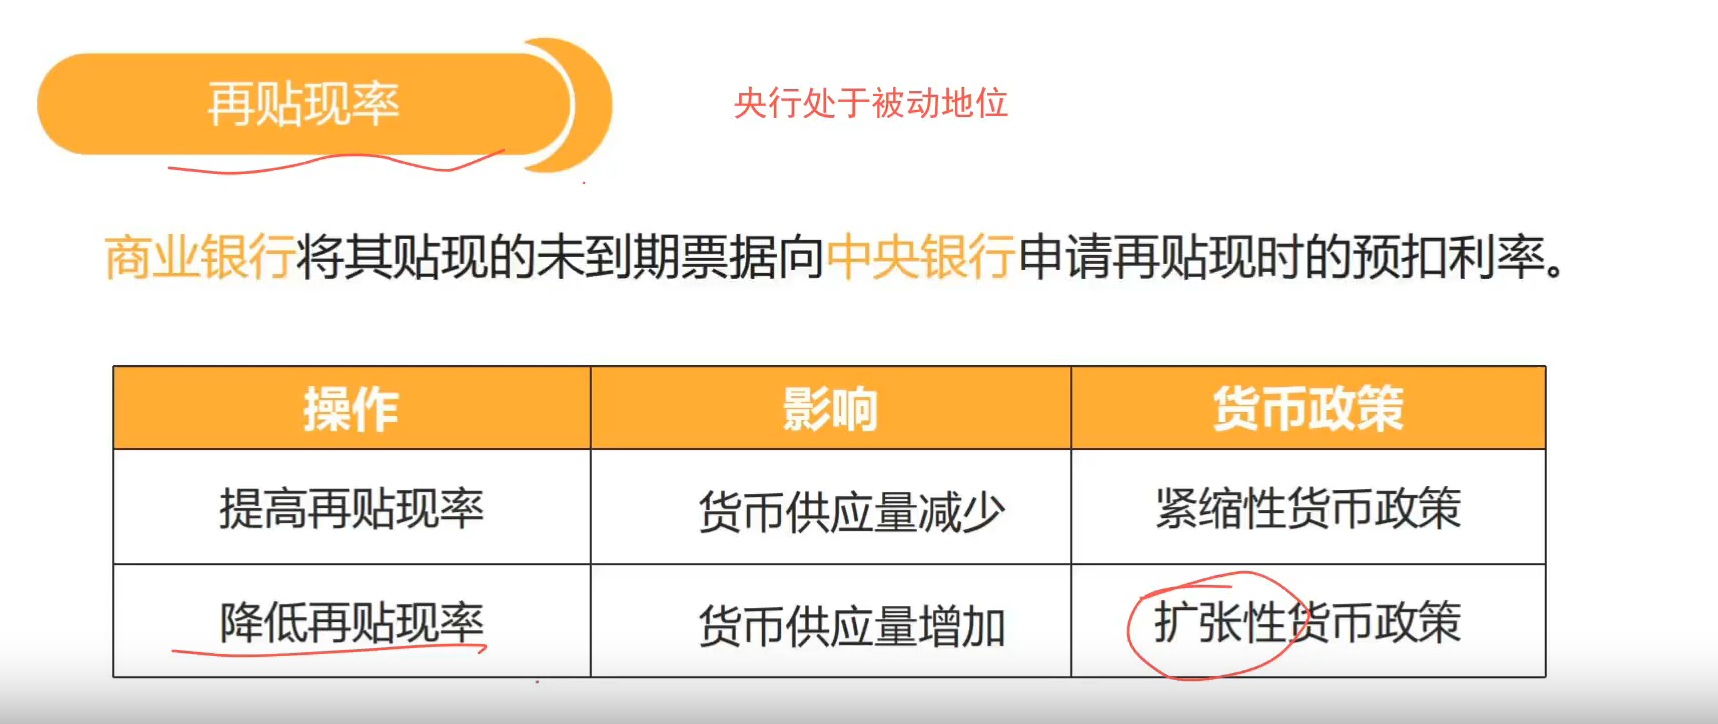 再贴现率
央行处于被动地位
商业银行将其贴现的未到期票据向中央银行申请再贴现时的预扣利率。
操作 影响 货币政策
提高再贴现率 货币供应量减少 紧缩性货币政策
降低再贴现率 货币供应量增加 扩张性货币政策